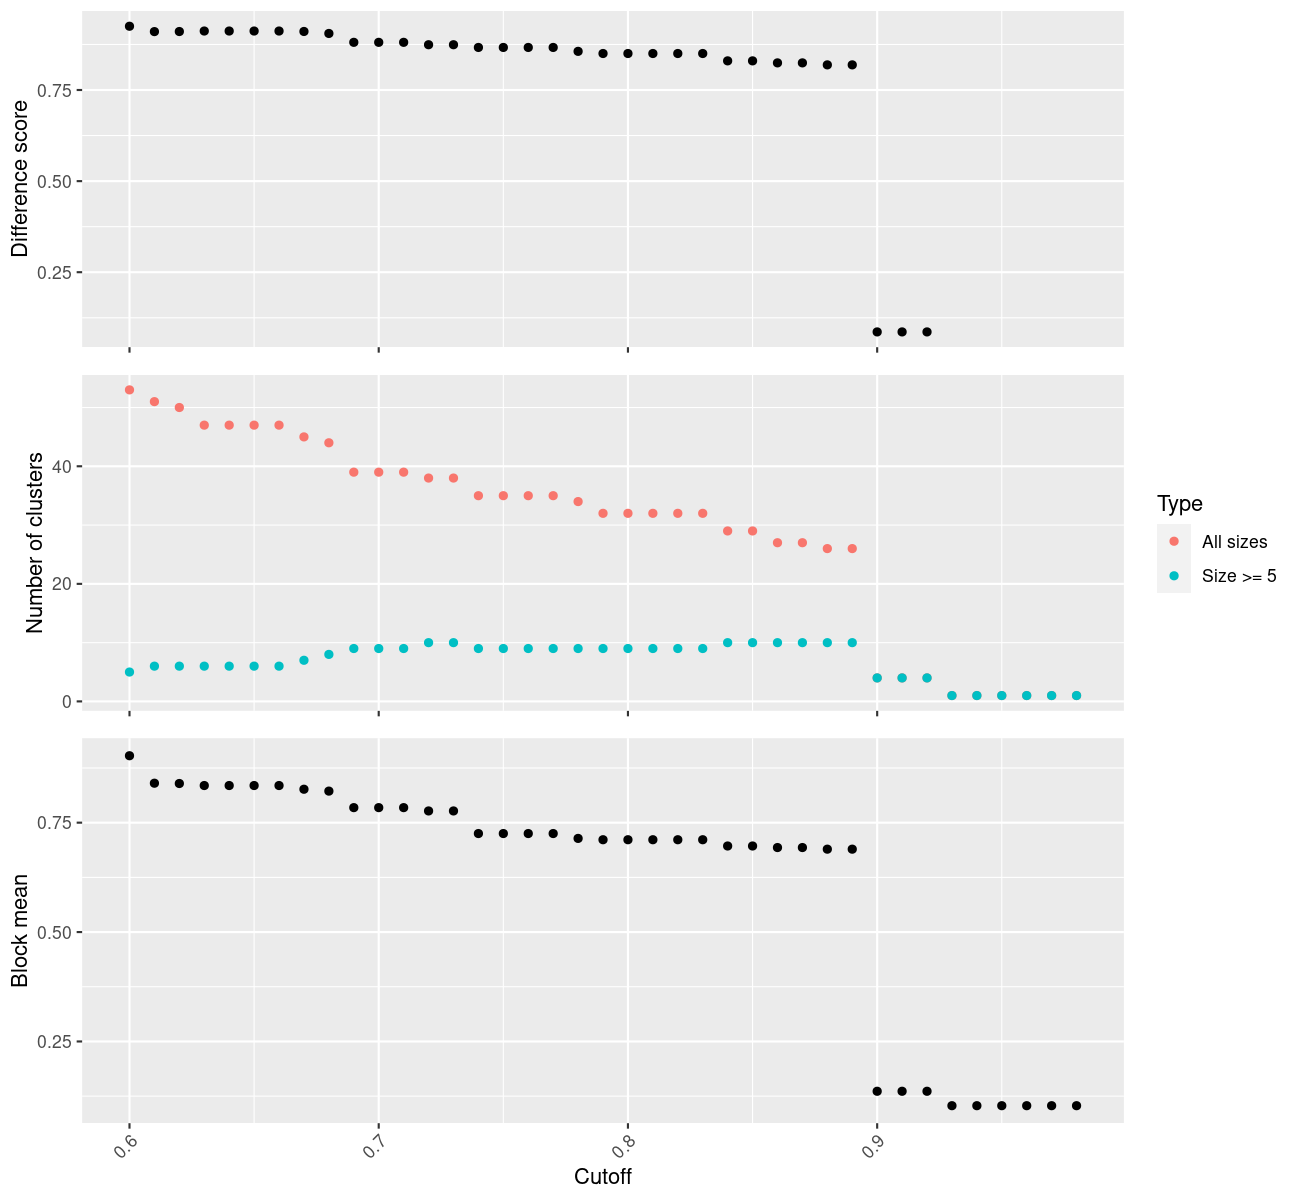 Difference score
0.75
0.50
0.25
Number of clusters
40
20
0
Type
All sizes
Size >= 5
Block mean
0.75
0.50
0.25
0.6
0.7
0.8
0.9
Cutoff